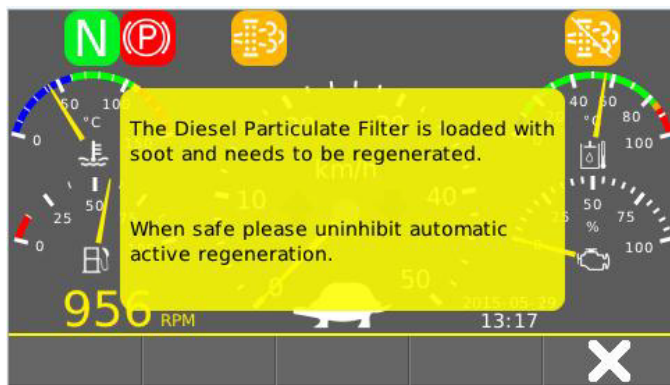 N (P)
0 50 100
°C
20 40 60 80 100
°C
The Diesel Particulate Filter is loaded with
soot and needs to be regenerated.
When safe please uninhibit automatic
active regeneration.
km/h
10 40
0 50
0 25 50
50 75 100
%
956 RPM
2015-05-29
13:17